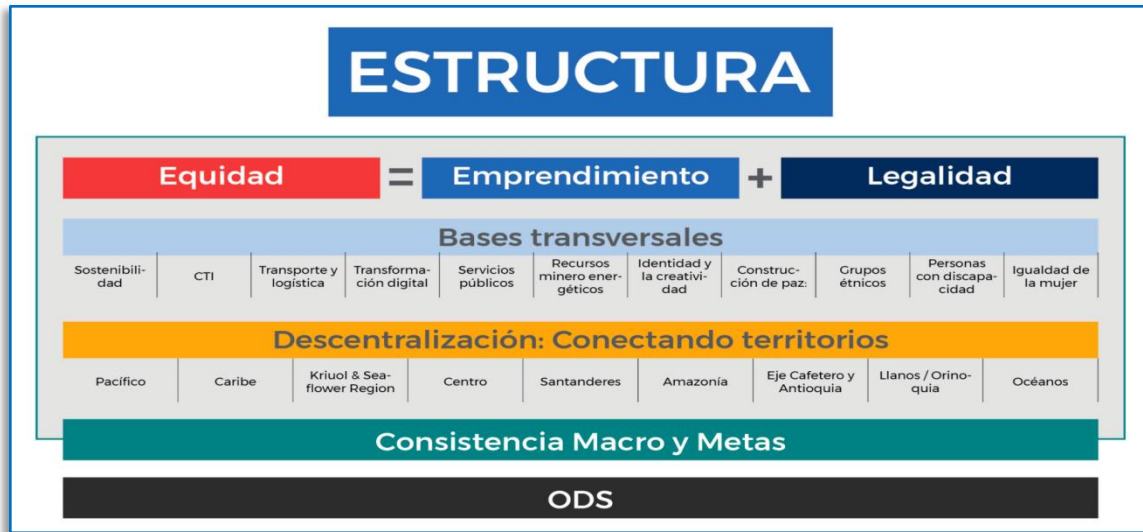 ESTRUCTURA
Equidad = Emprendimiento + Legalidad
Bases transversales
Sostenibili-
dad
CTI
Transporte y
logística
Transforma-
ción digital
Servicios
públicos
Recursos
minero ener-
géticos
Identidad y
la creativi-
dad
Construc-
ción de paz:
Grupos
étnicos
Personas
con discapa-
cidad
Igualdad de
la mujer
Descentralización: Conectando territorios
Pacífico
Caribe
Kriuol & Sea-
flower Region
Centro
Santanderes
Amazonía
Eje Cafetero y
Antioquia
Llanos / Orino-
quia
Océanos
Consistencia Macro y Metas
ODS